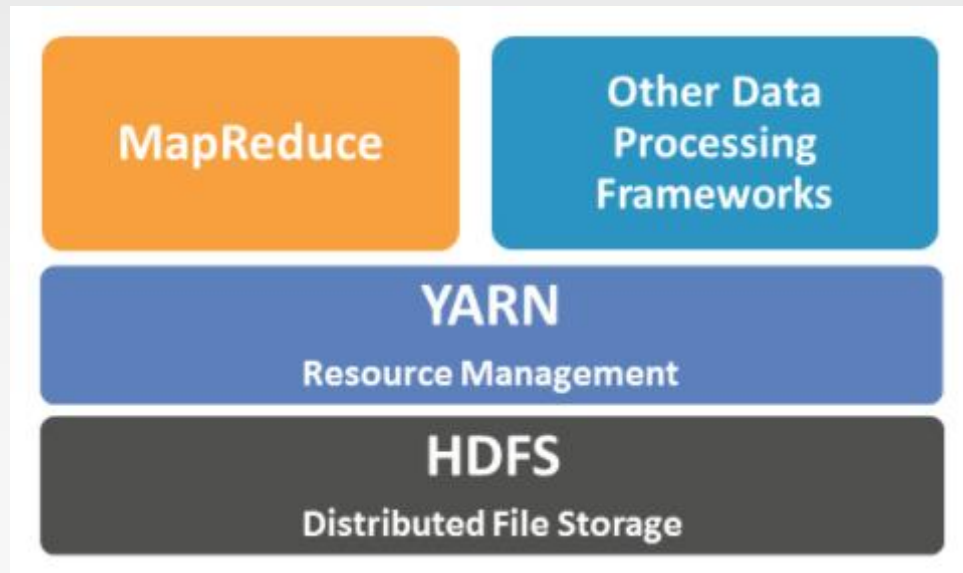 MapReduce
Other Data
Processing
Frameworks
YARN
Resource Management
HDFS
Distributed File Storage